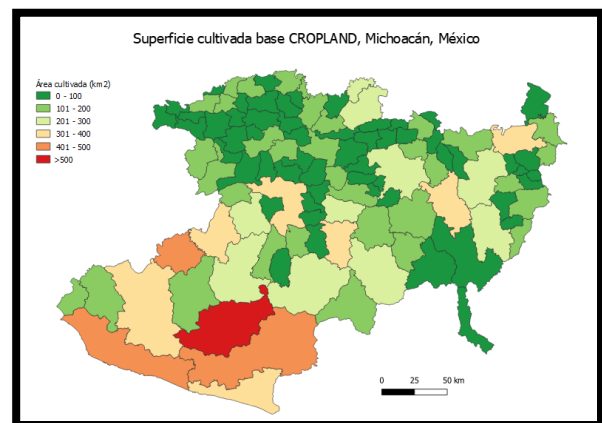 Superficie cultivada base CROPLAND, Michoacán, México
Área cultivada (km2)
0 - 100
101 - 200
201 - 300
301 - 400
401 - 500
>500
0 25 50 km